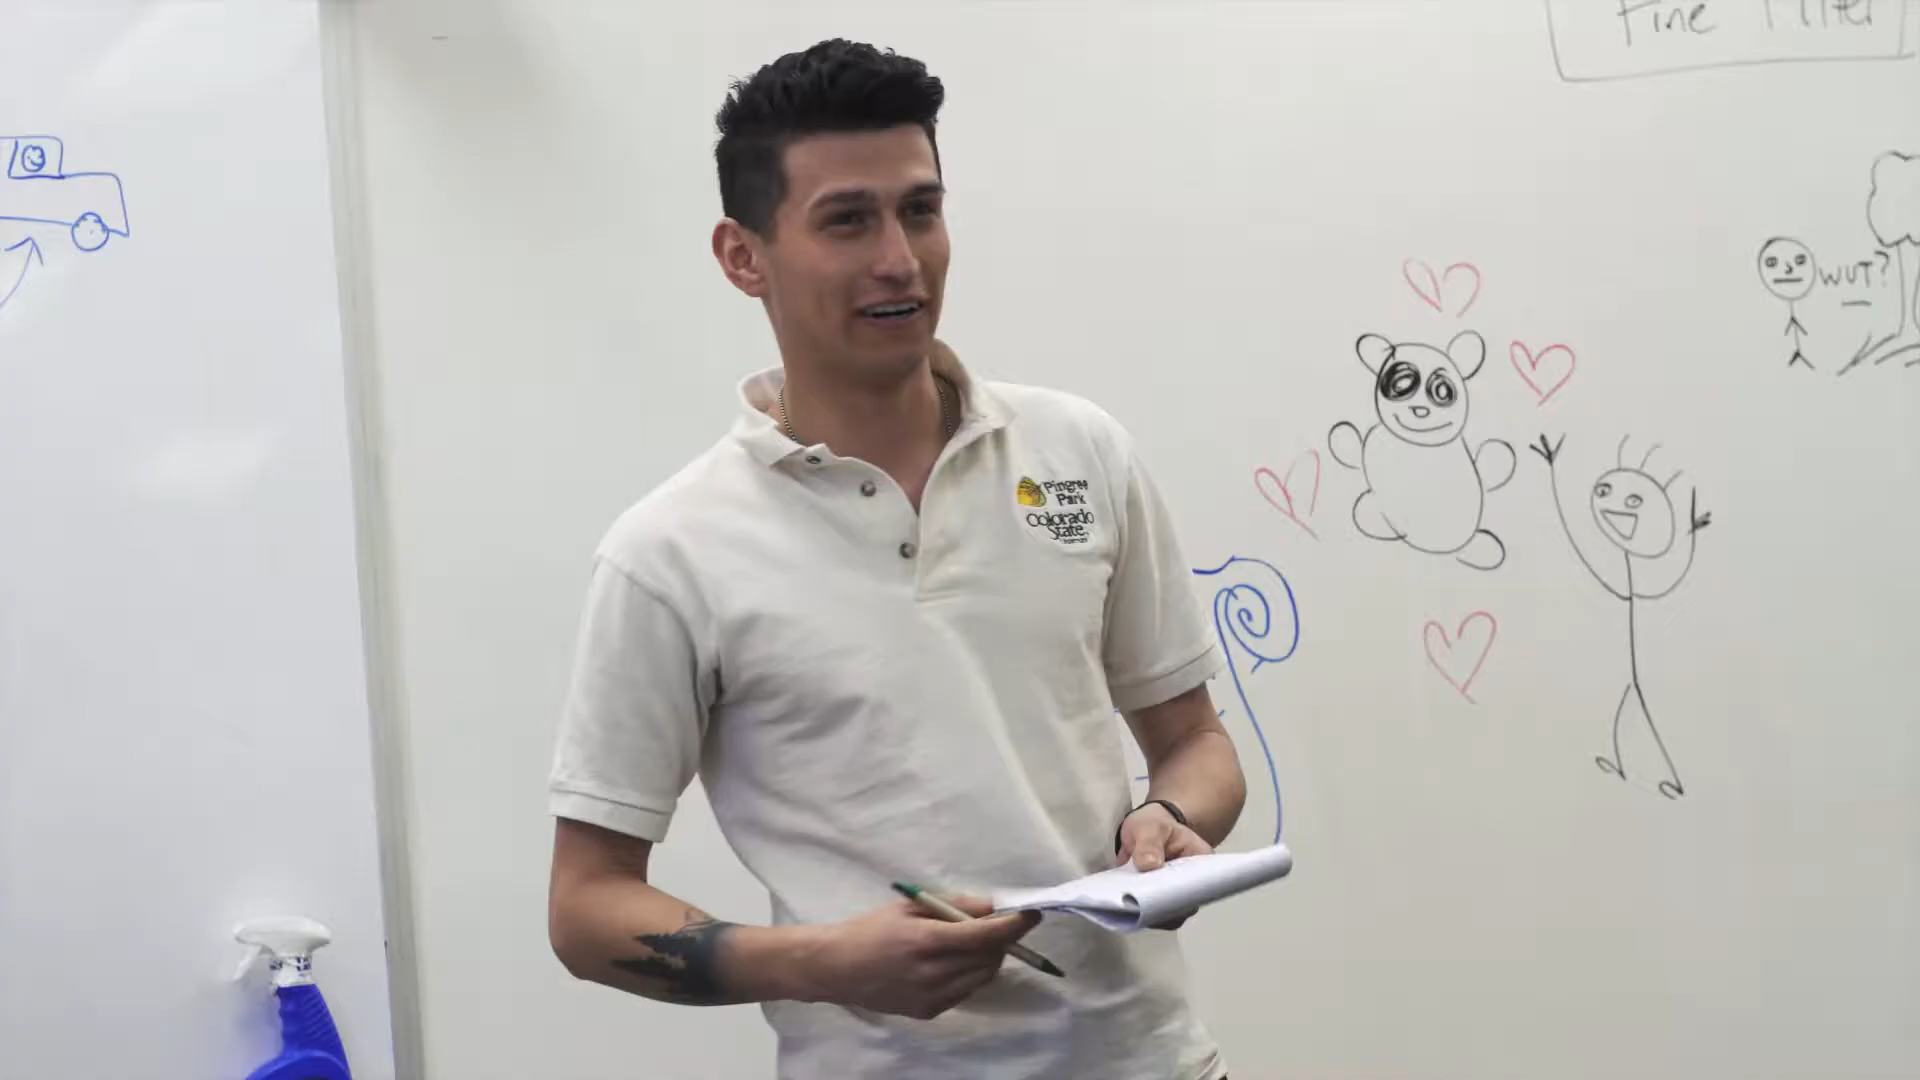 Fine Filter
WUT?
Pingree
Park
Colorado
State